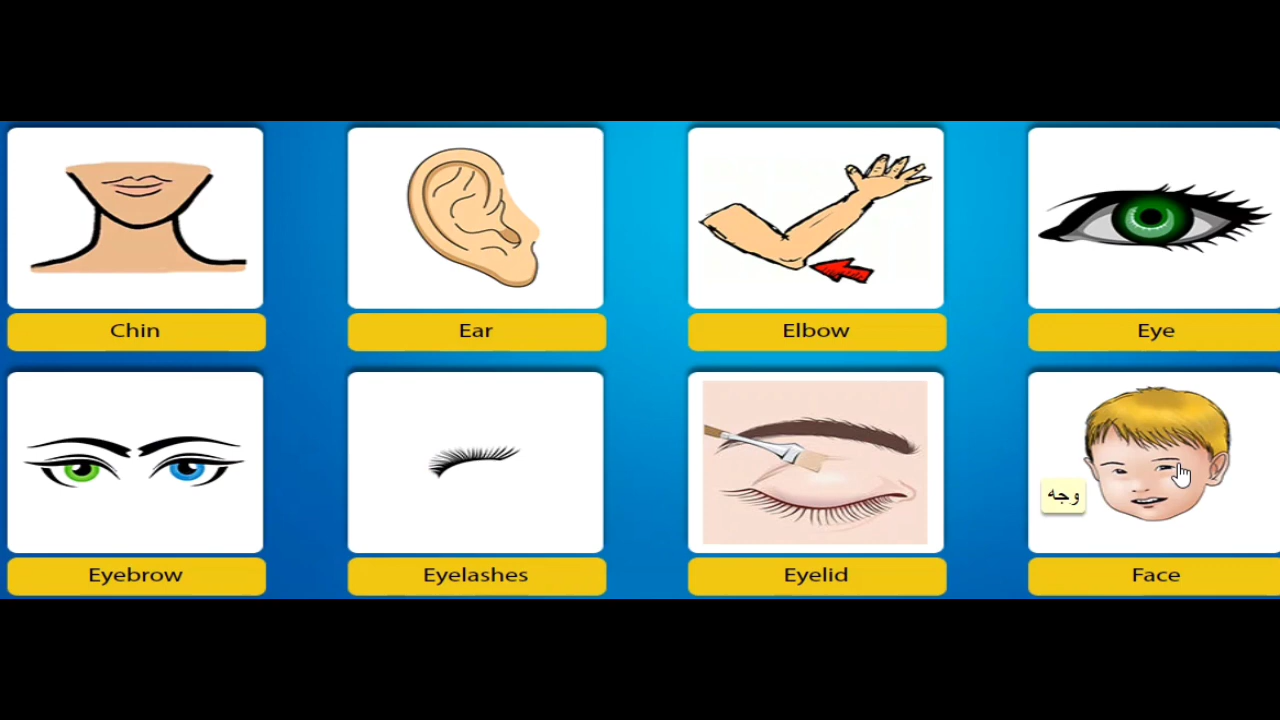 Chin
Ear
Elbow
Eye
Eyebrow
Eyelashes
Eyelid
وجه
Face